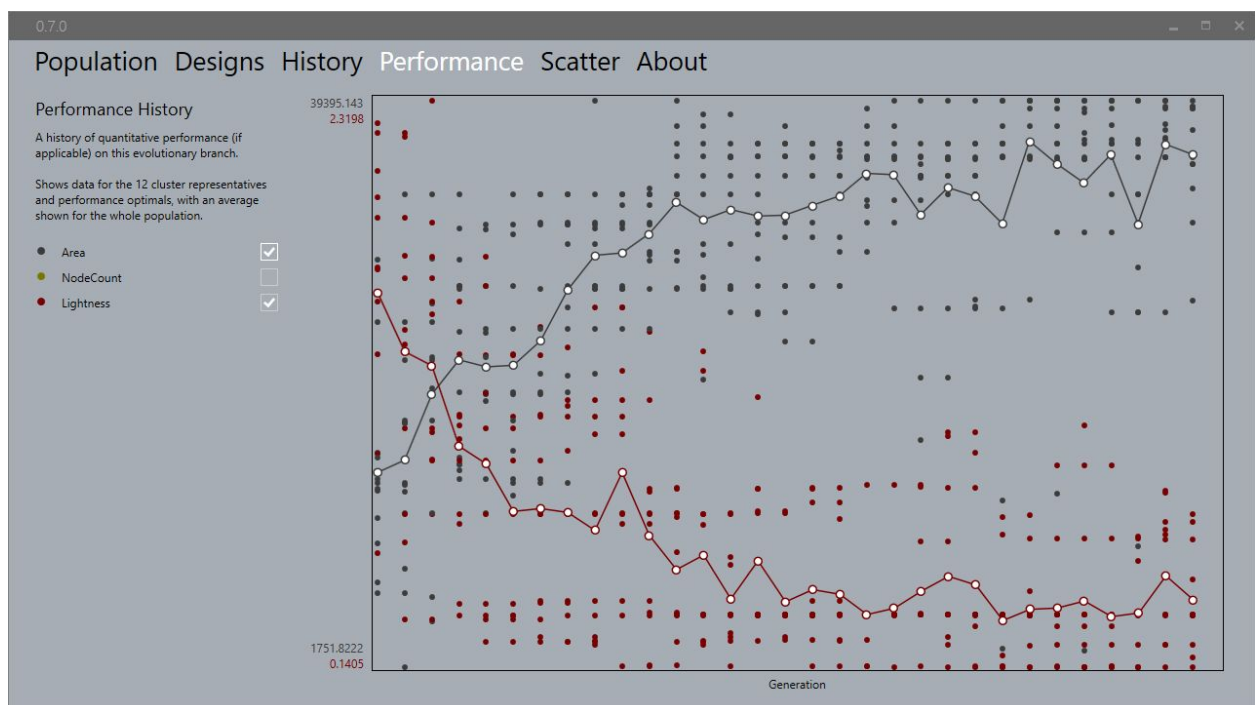 0.7.0
Population Designs History Performance Scatter About
Performance History
A history of quantitative performance (if
applicable) on this evolutionary branch.
Shows data for the 12 cluster representatives
and performance optimals, with an average
shown for the whole population.
Area
NodeCount
Lightness
39395.143
2.3198
1751.8222
0.1405
Generation